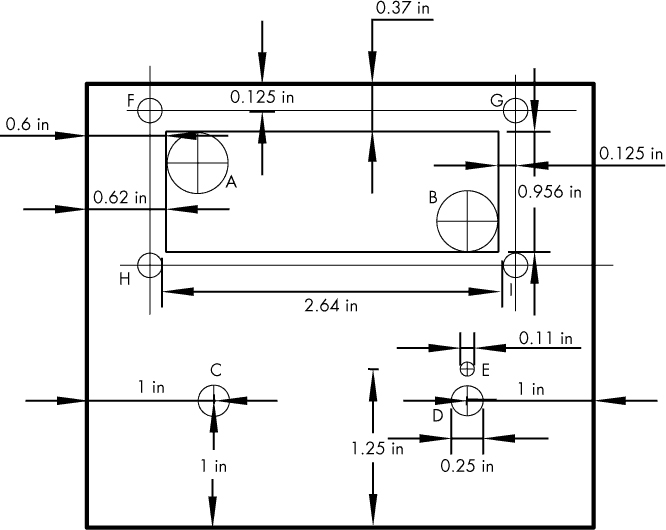 0.37 in
F
0.125 in
G
0.6 in
0.125 in
A
B
0.956 in
0.62 in
H
I
2.64 in
0.11 in
C
E
1 in
1 in
D
1.25 in
1 in
0.25 in